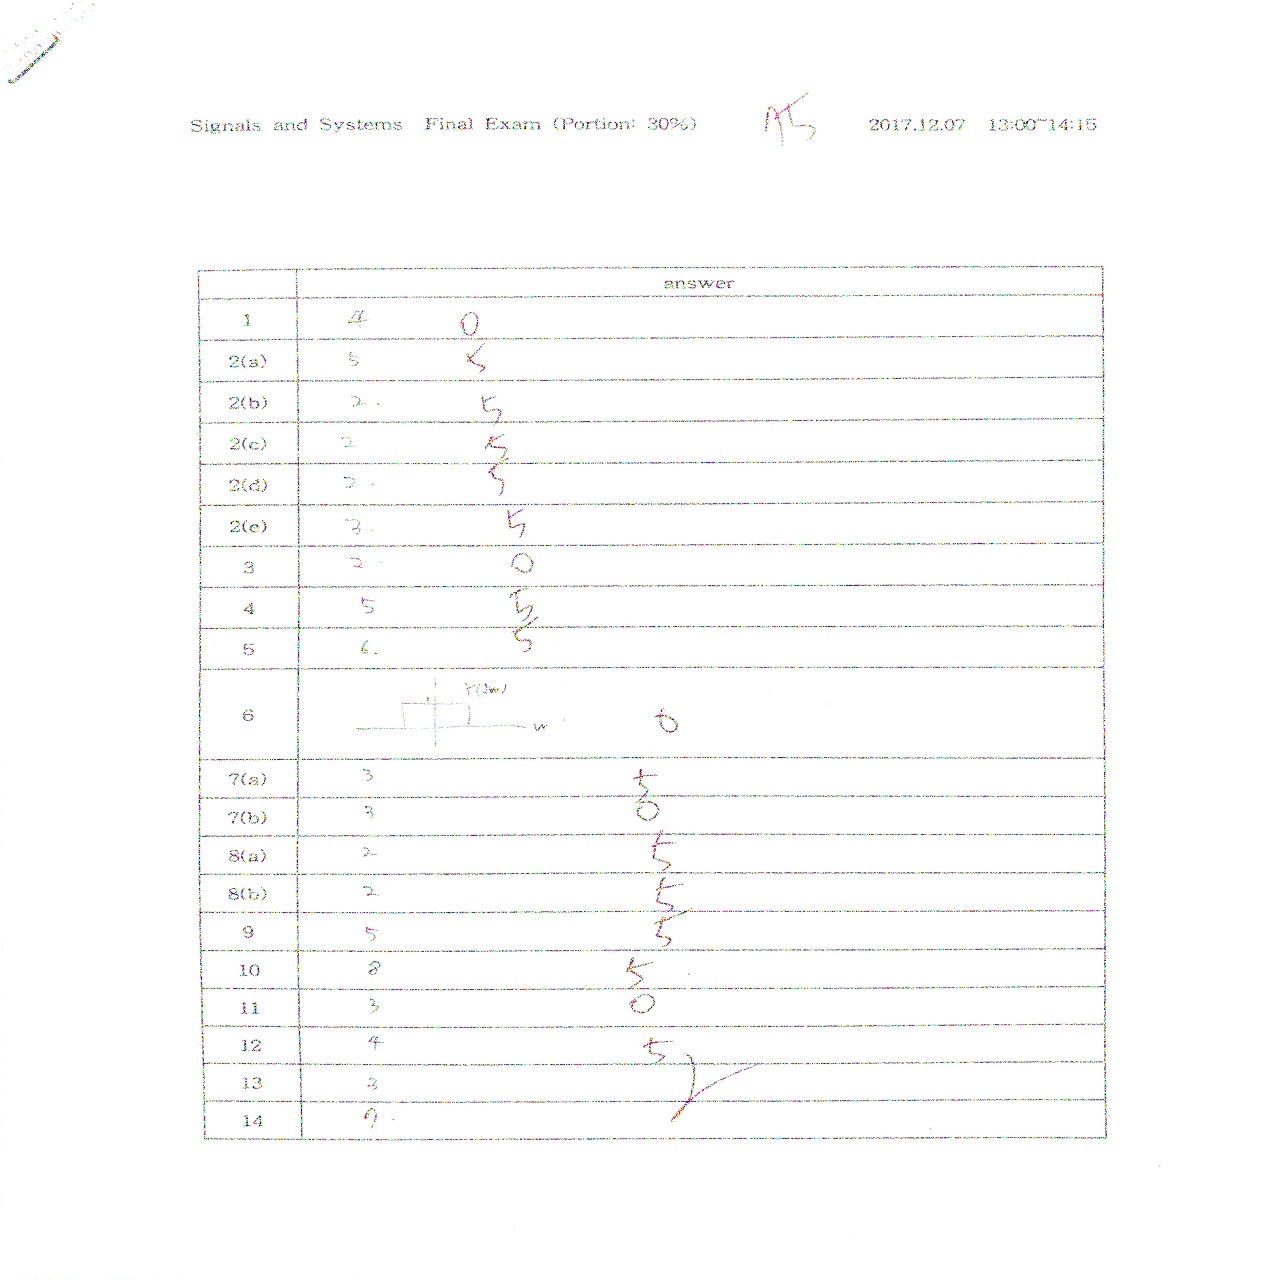 Signals and Systems Final Exam (Portion: 30%) 75 2017.12.07 13:00~14:15
answer
1 4 0
2(a) 5 5
2(b) 2. 5
2(c) 2 5
2(d) 2. 5
2(e) 3. 5
3 2. 0
4 5 5
5 6. 5
6 Y(jw) w 0
7(a) 3 5
7(b) 3 0
8(a) 2 5
8(b) 2 5
9 5 5
10 8 5
11 3 0
12 4 5
13 3
14 9.